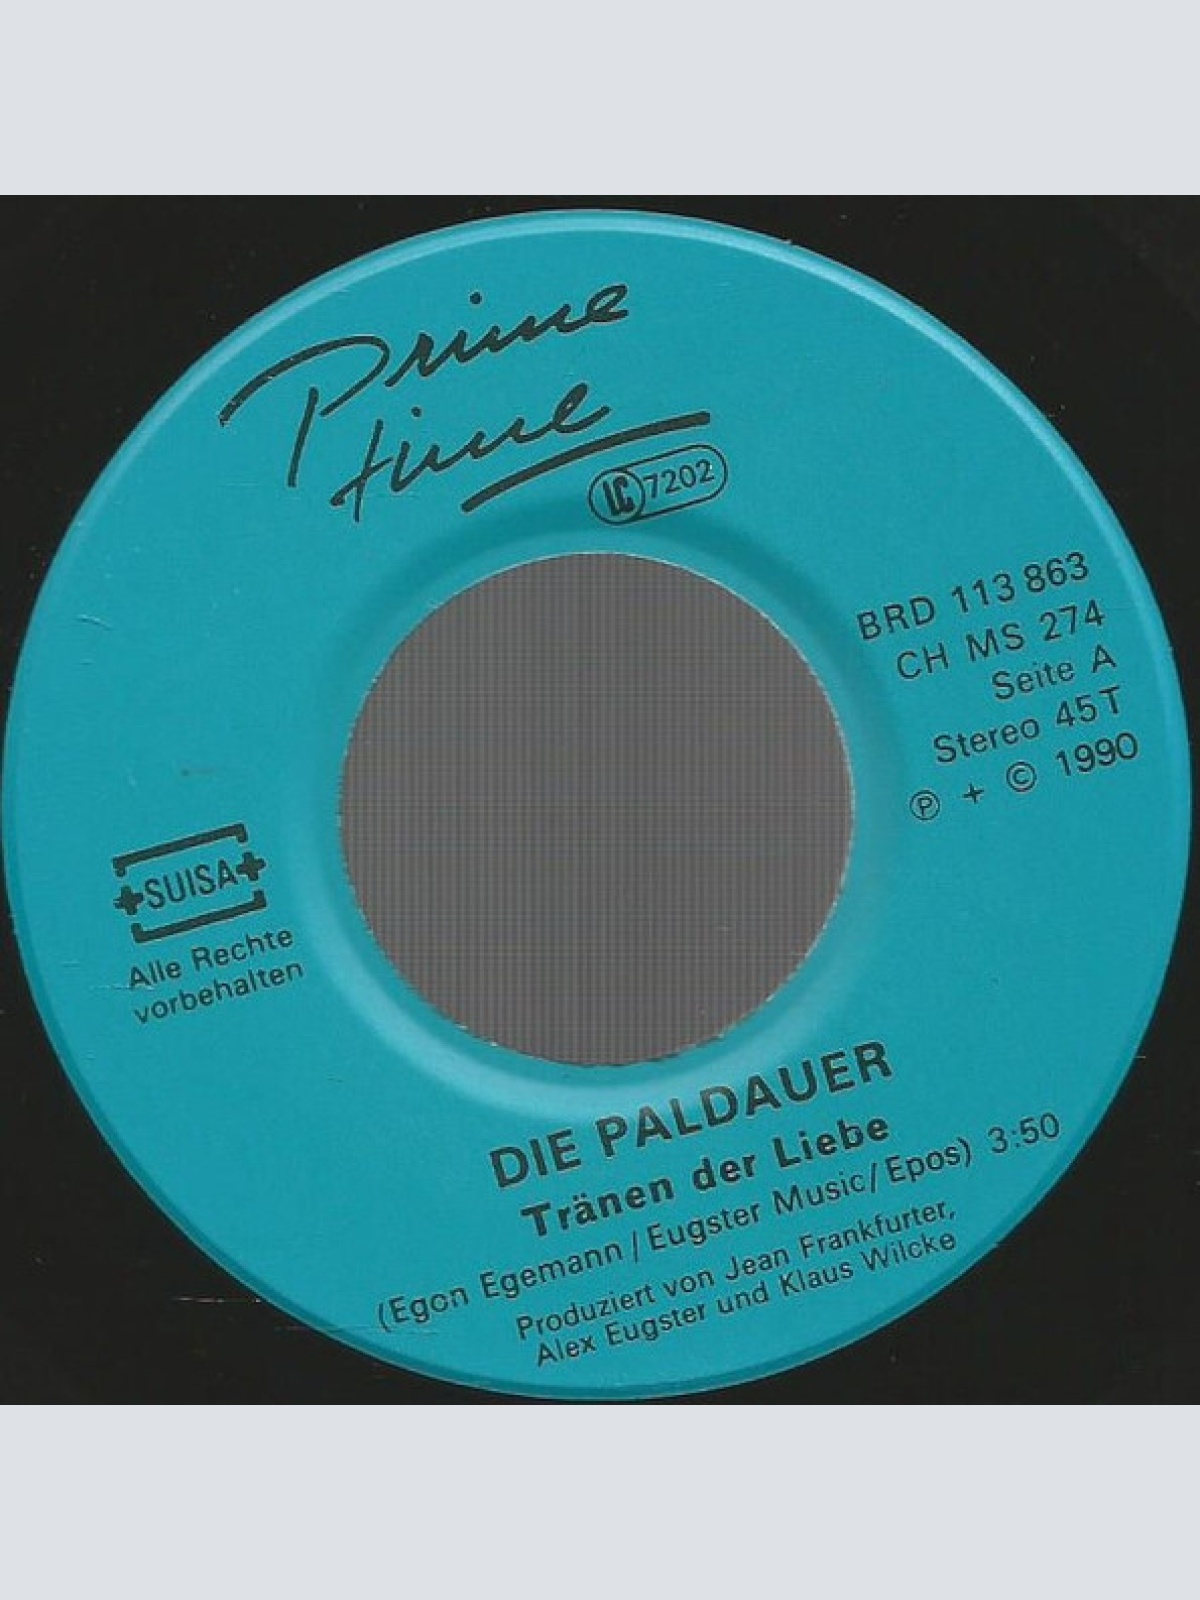 Prime
time
LC 7202
BRD 113 863
CH MS 274
Seite A
Stereo 45T
Ⓟ + © 1990
SUISA
Alle Rechte
vorbehalten
DIE PALDAUER
Tränen der Liebe
(Egon Egemann / Eugster Music / Epos) 3:50
Produziert von Jean Frankfurter,
Alex Eugster und Klaus Wilcke